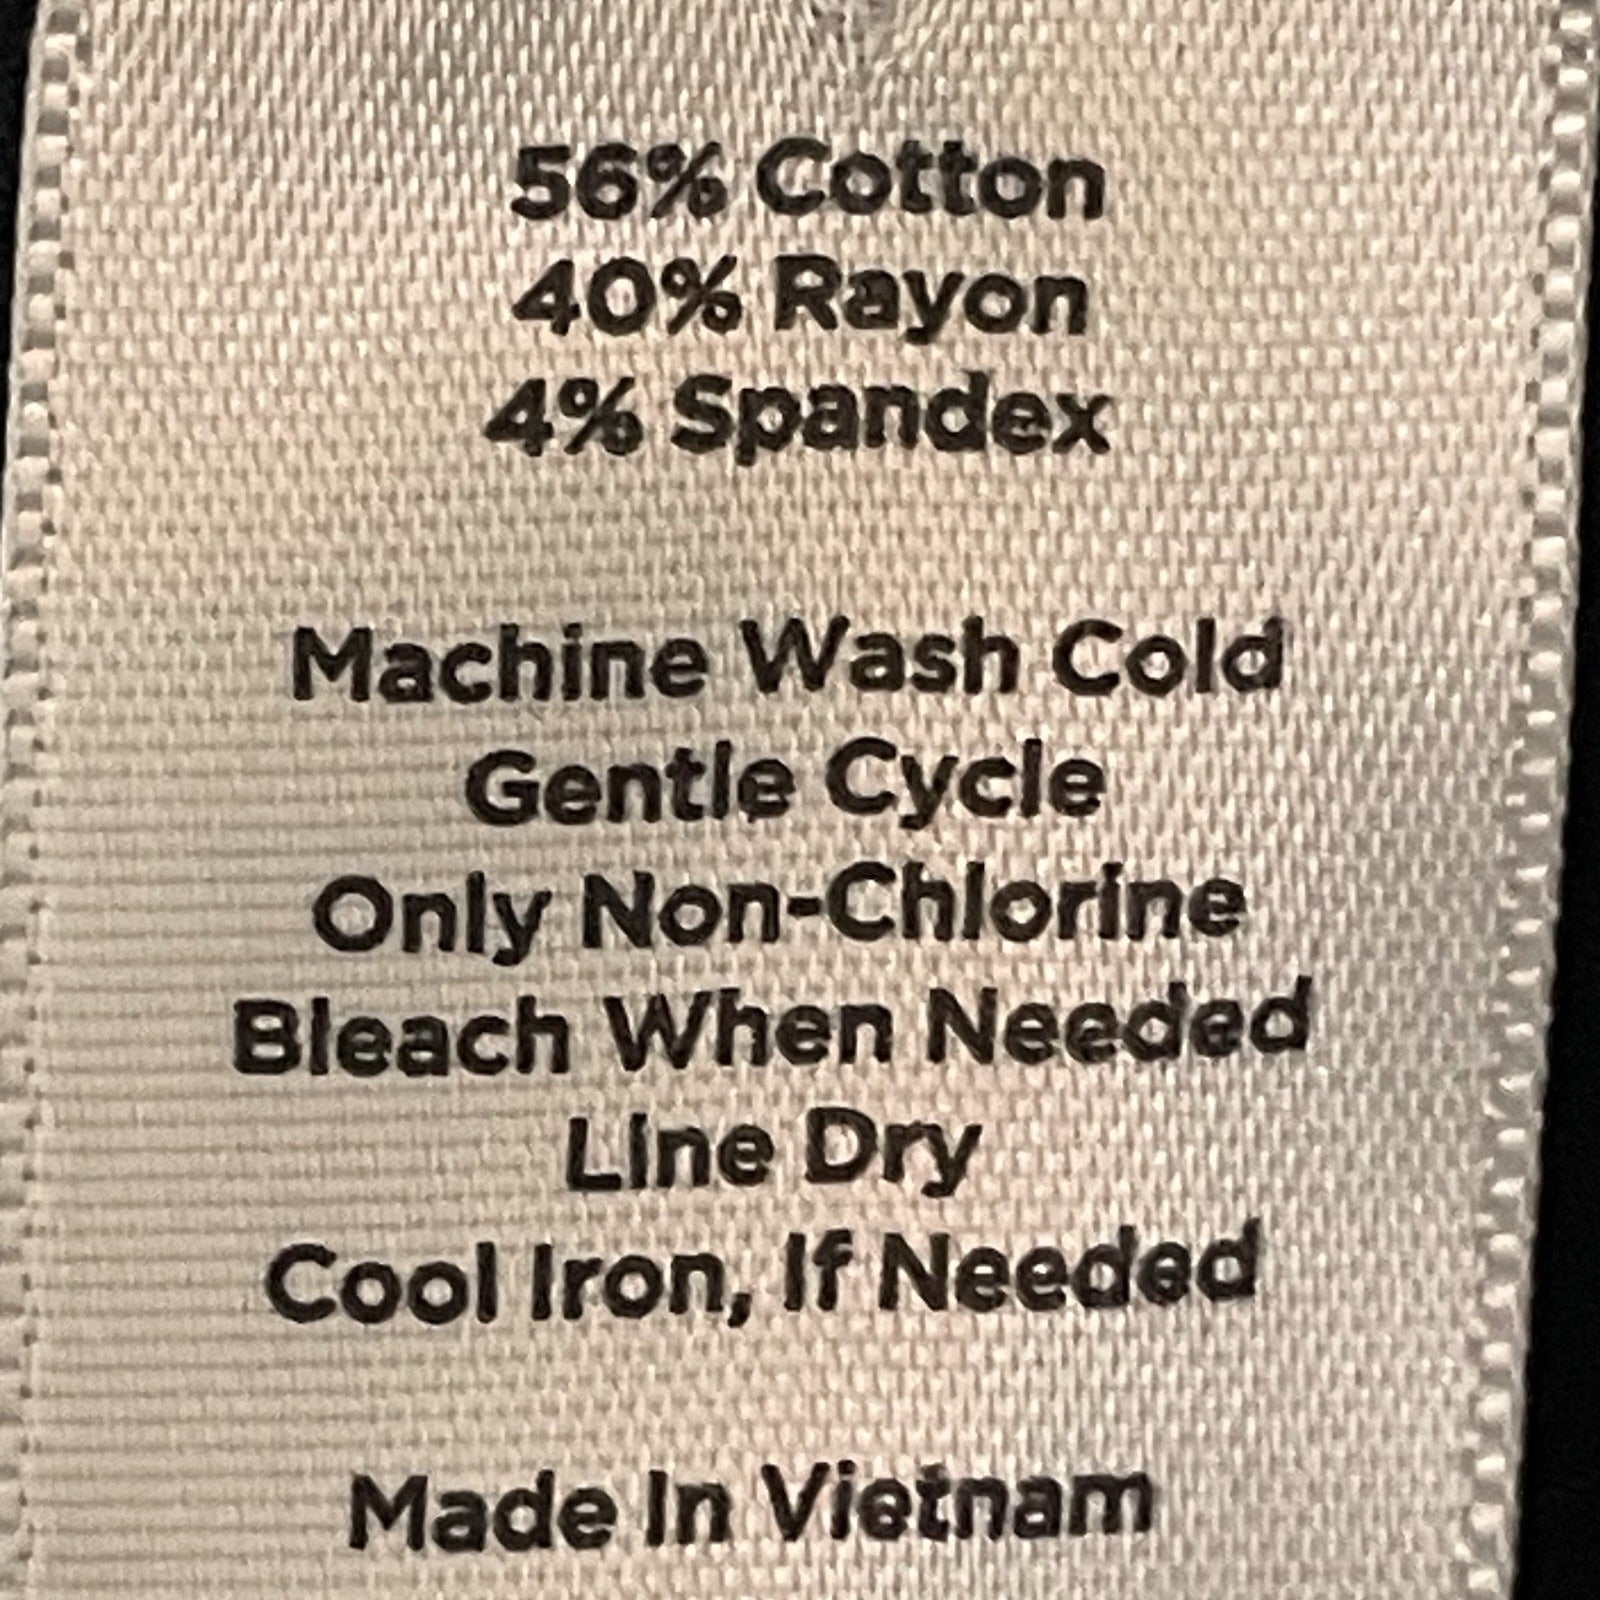 56% Cotton
40% Rayon
4% Spandex
Machine Wash Cold
Gentle Cycle
Only Non-Chlorine
Bleach When Needed
Line Dry
Cool Iron, If Needed
Made In Vietnam